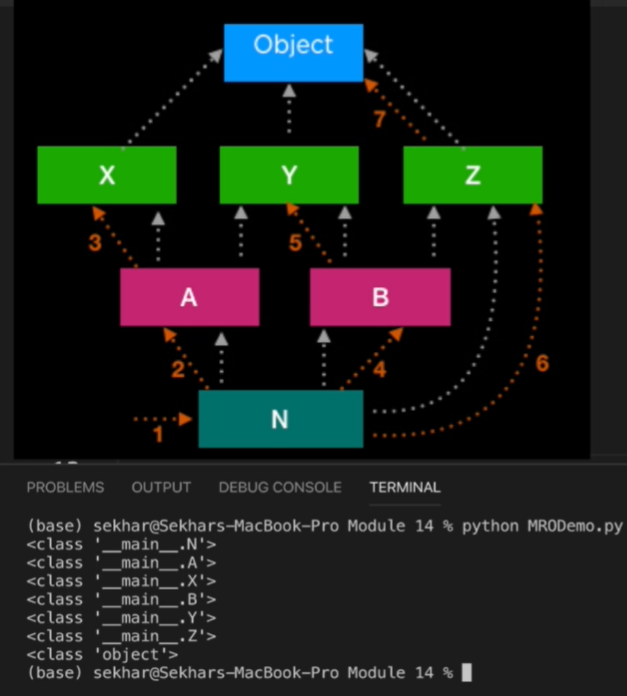 Object
7
X Y Z
3 5
A B
2 4 6
N
1
PROBLEMS OUTPUT DEBUG CONSOLE TERMINAL
(base) sekhar@Sekhars-MacBook-Pro Module 14 % python MRODemo.py
<class '__main__.N'>
<class '__main__.A'>
<class '__main__.X'>
<class '__main__.B'>
<class '__main__.Y'>
<class '__main__.Z'>
<class 'object'>
(base) sekhar@Sekhars-MacBook-Pro Module 14 %